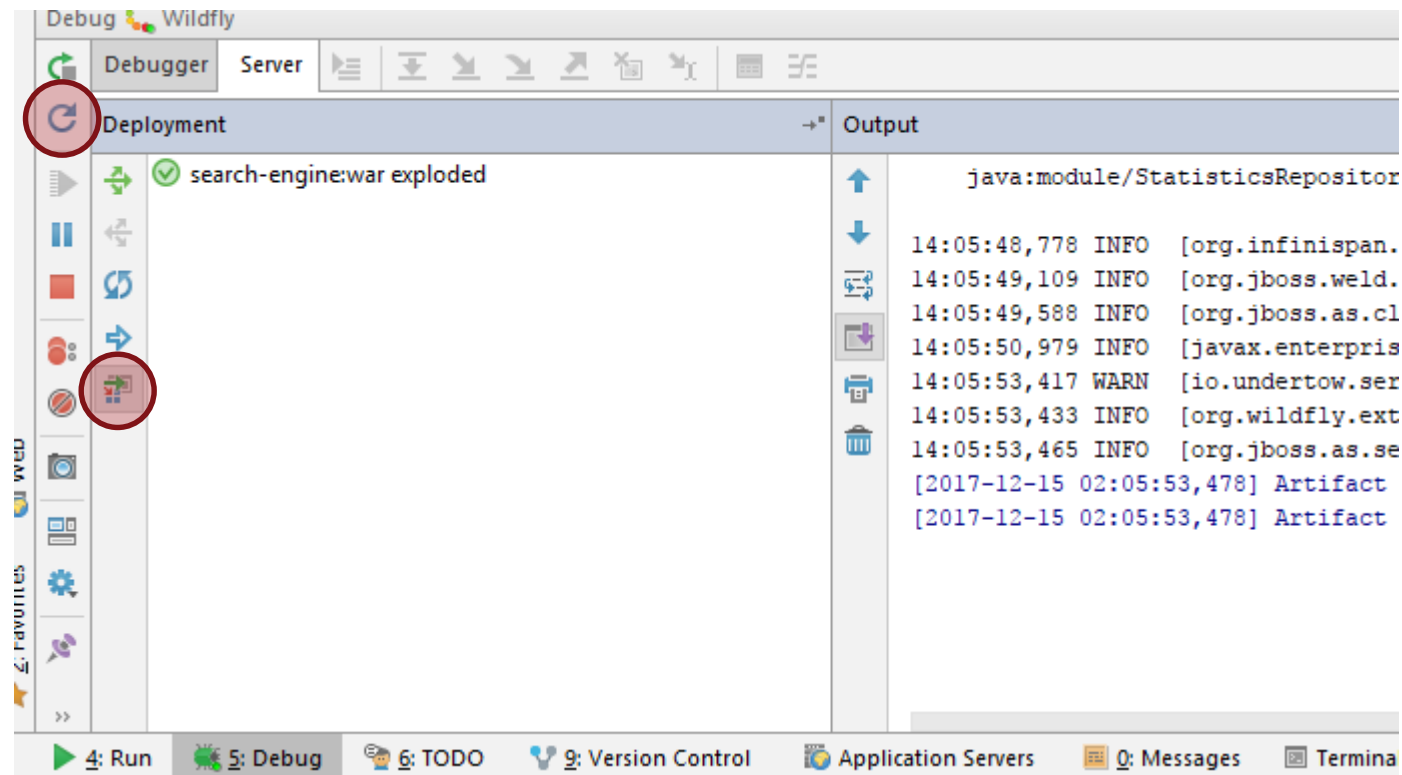 Debug Wildfly
Debugger Server
Deployment Output
search-engine:war exploded
java:module/StatisticsRepositor
14:05:48,778 INFO [org.infinispan.
14:05:49,109 INFO [org.jboss.weld.
14:05:49,588 INFO [org.jboss.as.cl
14:05:50,979 INFO [javax.enterpris
14:05:53,417 WARN [io.undertow.ser
14:05:53,433 INFO [org.wildfly.ext
14:05:53,465 INFO [org.jboss.as.se
[2017-12-15 02:05:53,478] Artifact
[2017-12-15 02:05:53,478] Artifact
Web
2: Favorites
4: Run 5: Debug 6: TODO 9: Version Control Application Servers 0: Messages Termina